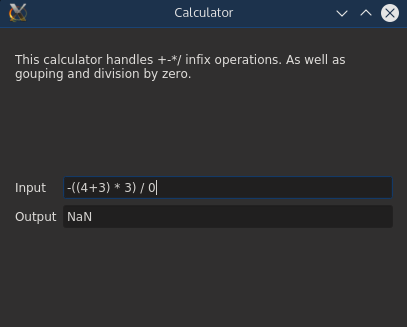 Calculator
This calculator handles +-*/ infix operations. As well as
gouping and division by zero.
Input -((4+3) * 3) / 0
Output NaN